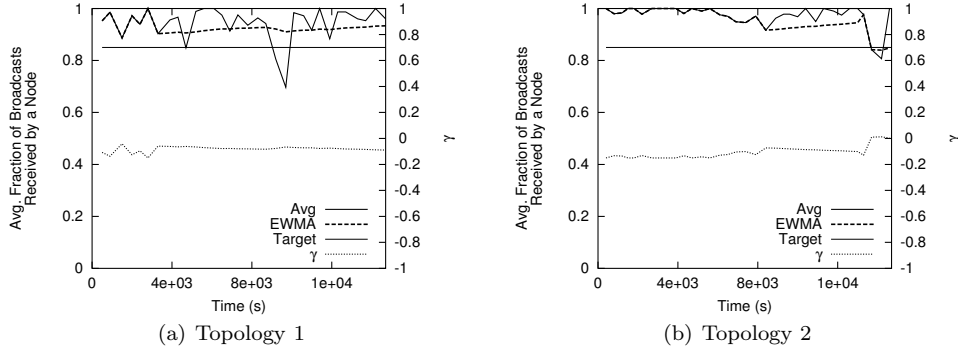 Avg. Fraction of Broadcasts
Received by a Node
1
0.8
0.6
0.4
0.2
0
1
0.8
0.6
0.4
0.2
0
-0.2
-0.4
-0.6
-0.8
-1
γ
Avg
EWMA
Target
γ
0 4e+03 8e+03 1e+04
Time (s)
(a) Topology 1
Avg. Fraction of Broadcasts
Received by a Node
1
0.8
0.6
0.4
0.2
0
1
0.8
0.6
0.4
0.2
0
-0.2
-0.4
-0.6
-0.8
-1
γ
Avg
EWMA
Target
γ
0 4e+03 8e+03 1e+04
Time (s)
(b) Topology 2